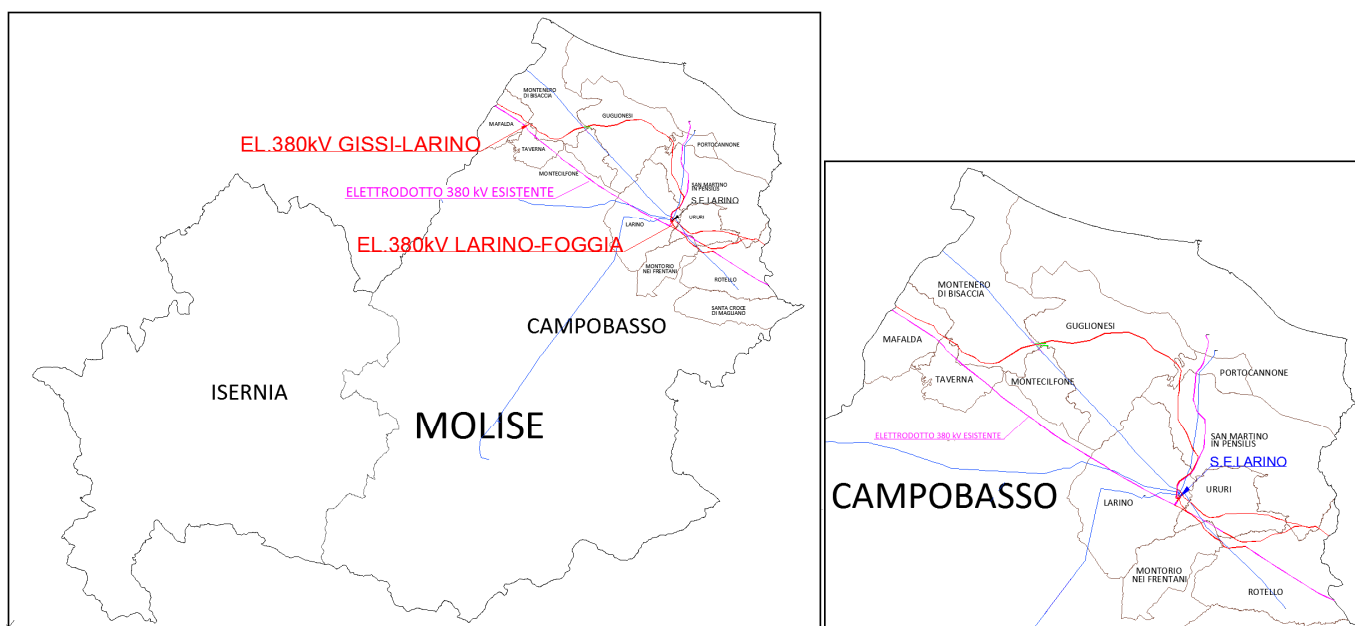 MONTENERO
DI BISACCIA
GUGLIONESI
MAFALDA
EL.380kV GISSI-LARINO
TAVERNA
PORTOCANNONE
MONTECILFONE
ELETTRODOTTO 380 kV ESISTENTE
SAN MARTINO
IN PENSILIS
S.E.LARINO
URURI
LARINO
EL.380kV LARINO-FOGGIA
MONTORIO
NEI FRENTANI
ROTELLO
SANTA CROCE
DI MAGLIANO
CAMPOBASSO
ISERNIA
MOLISE
MONTENERO
DI BISACCIA
GUGLIONESI
MAFALDA
TAVERNA
MONTECILFONE
PORTOCANNONE
ELETTRODOTTO 380 kV ESISTENTE
SAN MARTINO
IN PENSILIS
S.E.LARINO
CAMPOBASSO
URURI
LARINO
MONTORIO
NEI FRENTANI
ROTELLO